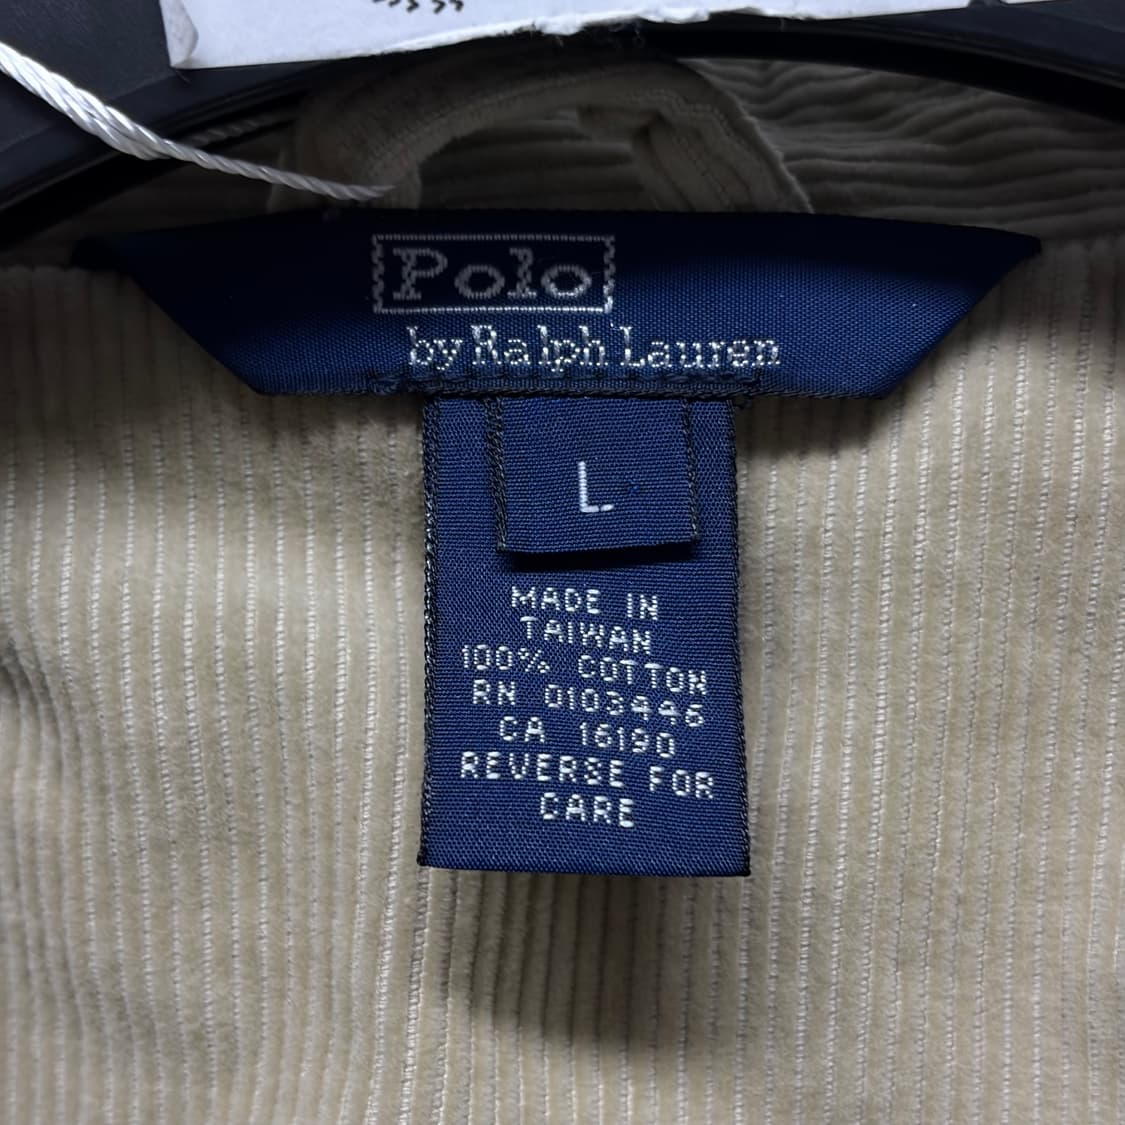 Polo
by Ralph Lauren
L
MADE IN
TAIWAN
100% COTTON
RN 0103446
CA 16190
REVERSE FOR
CARE